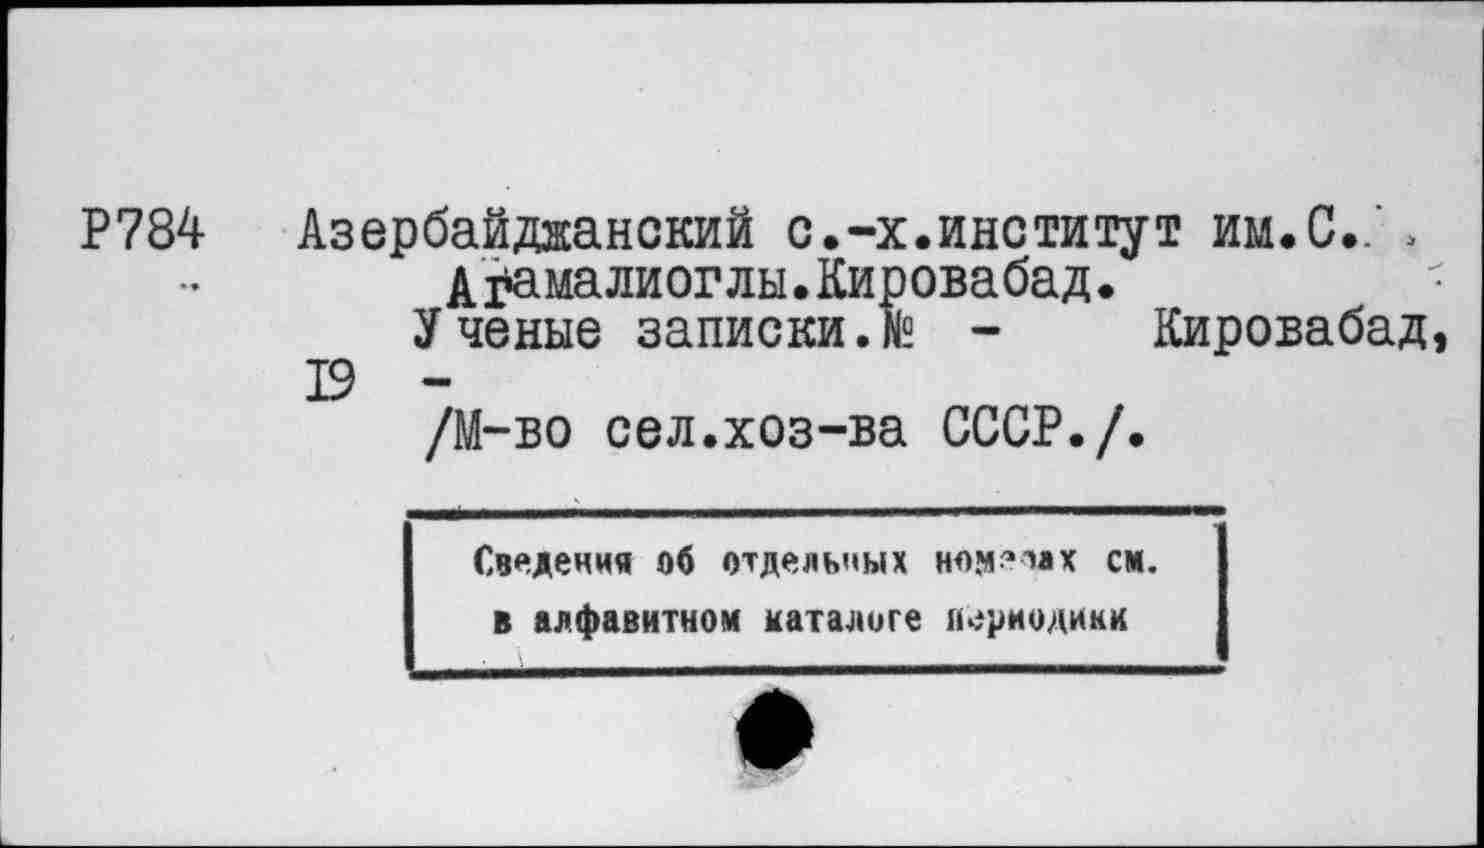 Р784 Азербайджанский с.-х.институт им.С.
Агамалиоглы.Кировабад.
Ученые записки.№ - Кировабад,
19 -
/М-во сел.хоз-ва СССР./.
Сведения об отдельных номерах см.
в алфавитном каталоге периодики